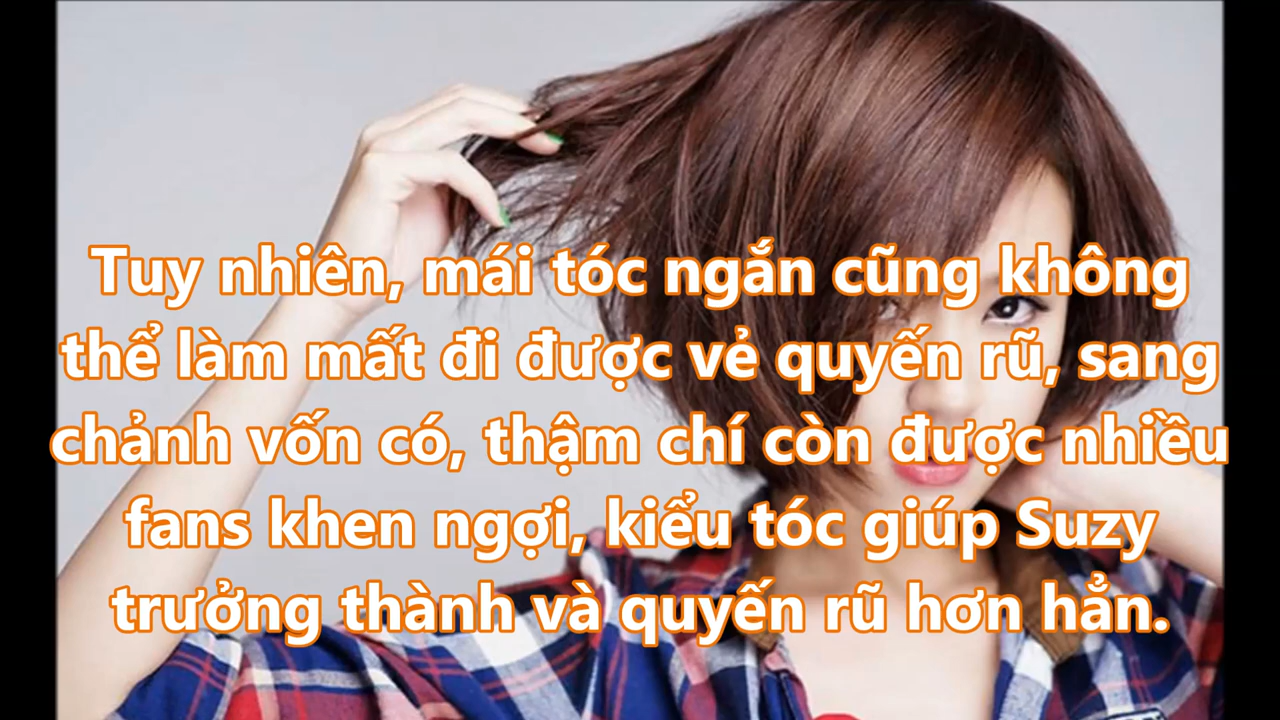 Tuy nhiên, mái tóc ngắn cũng không
thể làm mất đi được vẻ quyến rũ, sang
chảnh vốn có, thậm chí còn được nhiều
fans khen ngợi, kiểu tóc giúp Suzy
trưởng thành và quyến rũ hơn hẳn.